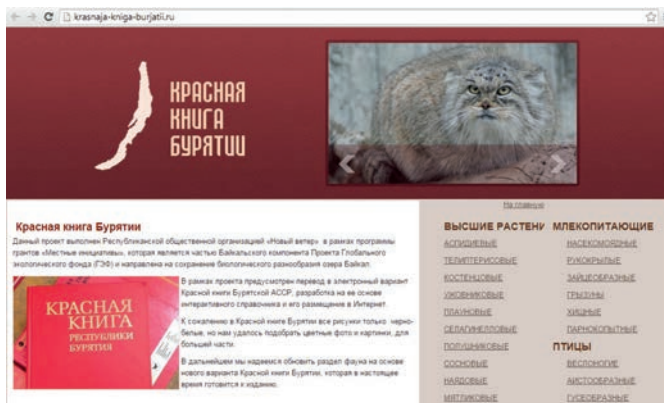 krasnaja-kniga-burjatii.ru
КРАСНАЯ
КНИГА
БУРЯТИИ
На главную
Красная книга Бурятии
Данный проект выполнен Республиканской общественной организацией «Новый ветер» в рамках программы
грантов «Местные инициативы», которая является частью Байкальского компонента Проекта Глобального
экологического фонда (ГЭФ) и направлена на сохранение биологического разнообразия озера Байкал.
КРАСНАЯ
КНИГА
РЕСПУБЛИКИ
БУРЯТИЯ
В рамках проекта предусмотрен перевод в электронный вариант
Красной книги Бурятской АССР, разработка на ее основе
интерактивного справочника и его размещение в Интернет.
К сожалению в Красной книге Бурятии все рисунки только черно-
белые, но нам удалось подобрать цветные фото и картинки, для
большей части.
В дальнейшем мы надеемся обновить раздел фауна на основе
нового варианта Красной книги Бурятии, которая в настоящее
время готовится к изданию.
ВЫСШИЕ РАСТЕНИ
АСПИДИЕВЫЕ
ТЕЛИПТЕРИСОВЫЕ
КОСТЕНЦОВЫЕ
УЖОВНИКОВЫЕ
ПЛАУНОВЫЕ
СЕЛАГИНЕЛЛОВЫЕ
ПОЛУШНИКОВЫЕ
СОСНОВЫЕ
НАЯДОВЫЕ
МЯТЛИКОВЫЕ
МЛЕКОПИТАЮЩИЕ
НАСЕКОМОЯДНЫЕ
РУКОКРЫЛЫЕ
ЗАЙЦЕОБРАЗНЫЕ
ГРЫЗУНЫ
ХИЩНЫЕ
ПАРНОКОПЫТНЫЕ
ПТИЦЫ
ВЕСЛОНОГИЕ
АИСТООБРАЗНЫЕ
ГУСЕОБРАЗНЫЕ